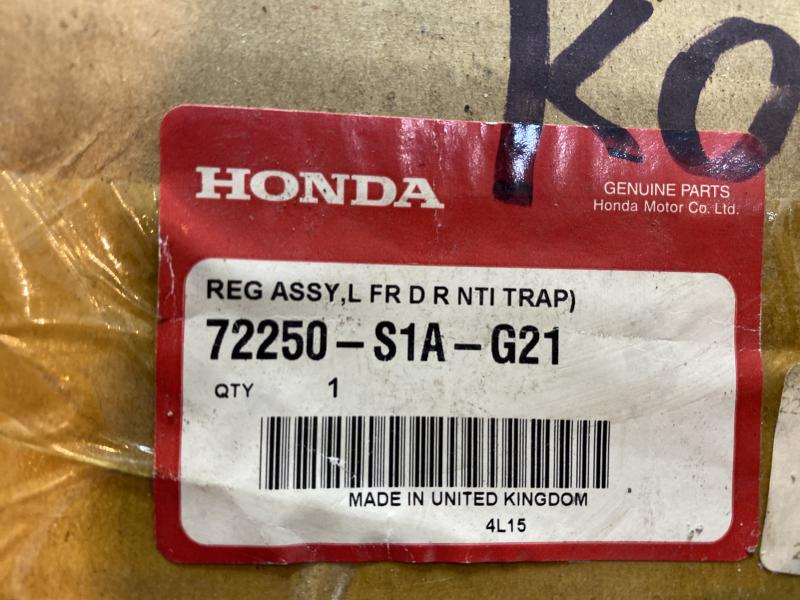 KO
HONDA
GENUINE PARTS
Honda Motor Co. Ltd.
REG ASSY,L FR D R NTI TRAP)
72250-S1A-G21
QTY 1
MADE IN UNITED KINGDOM
4L15